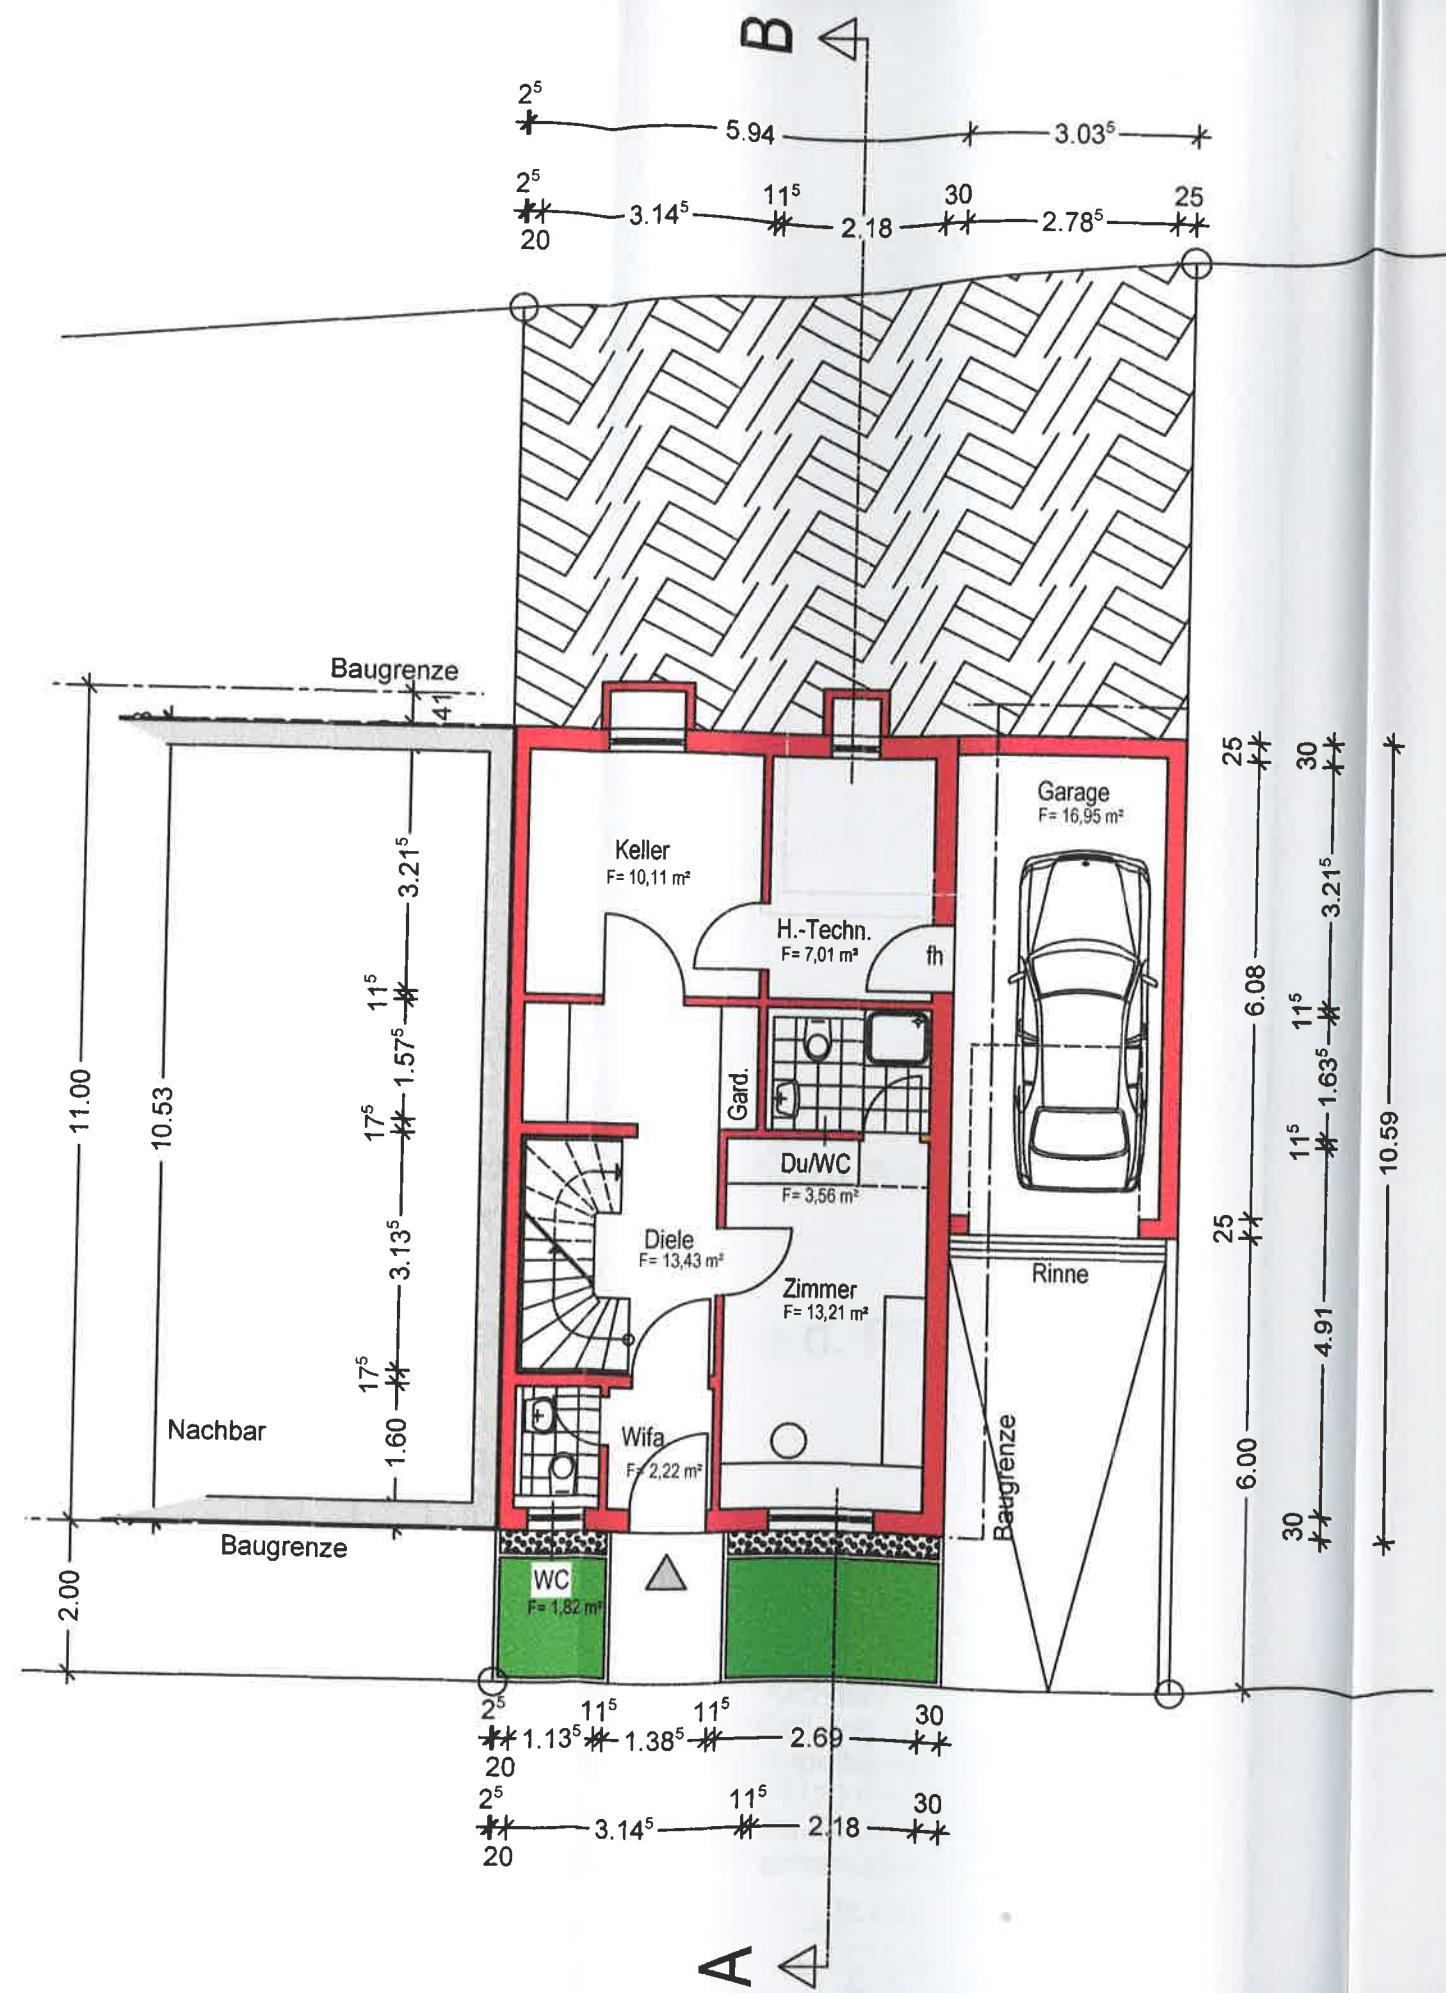 B
2⁵
5.94
3.03⁵
2⁵
11⁵
30
25
3.14⁵
2.18
2.78⁵
20
Baugrenze
41
8
25
30
Garage
F= 16,95 m²
Keller
F= 10,11 m²
3.21⁵
3.21⁵
H.-Techn.
F= 7,01 m²
fh
11⁵
6.08
11⁵
1.57⁵
1.63⁵
11.00
10.53
17⁵
Gard.
11⁵
10.59
Du/WC
F= 3,56 m²
3.13⁵
Diele
F= 13,43 m²
25
Rinne
Zimmer
F= 13,21 m²
4.91
17⁵
Nachbar
1.60
Wifa
F= 2,22 m²
Baugrenze
6.00
30
Baugrenze
2.00
WC
F= 1,82 m²
2⁵
11⁵
11⁵
30
1.13⁵
1.38⁵
2.69
20
2⁵
11⁵
30
3.14⁵
2.18
20
A